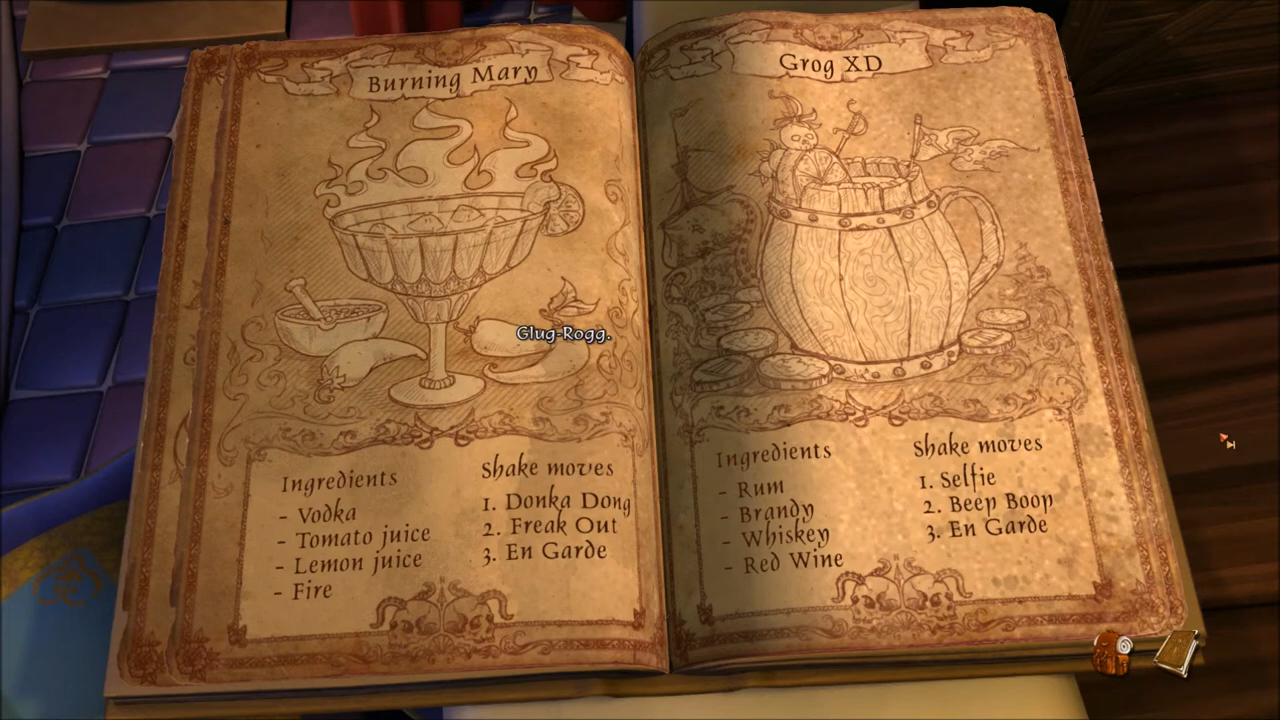 Burning Mary
Glug-Rogg.
Ingredients
- Vodka
- Tomato juice
- Lemon juice
- Fire
Shake moves
1. Donka Dong
2. Freak Out
3. En Garde
Grog XD
Ingredients
- Rum
- Brandy
- Whiskey
- Red Wine
Shake moves
1. Selfie
2. Beep Boop
3. En Garde